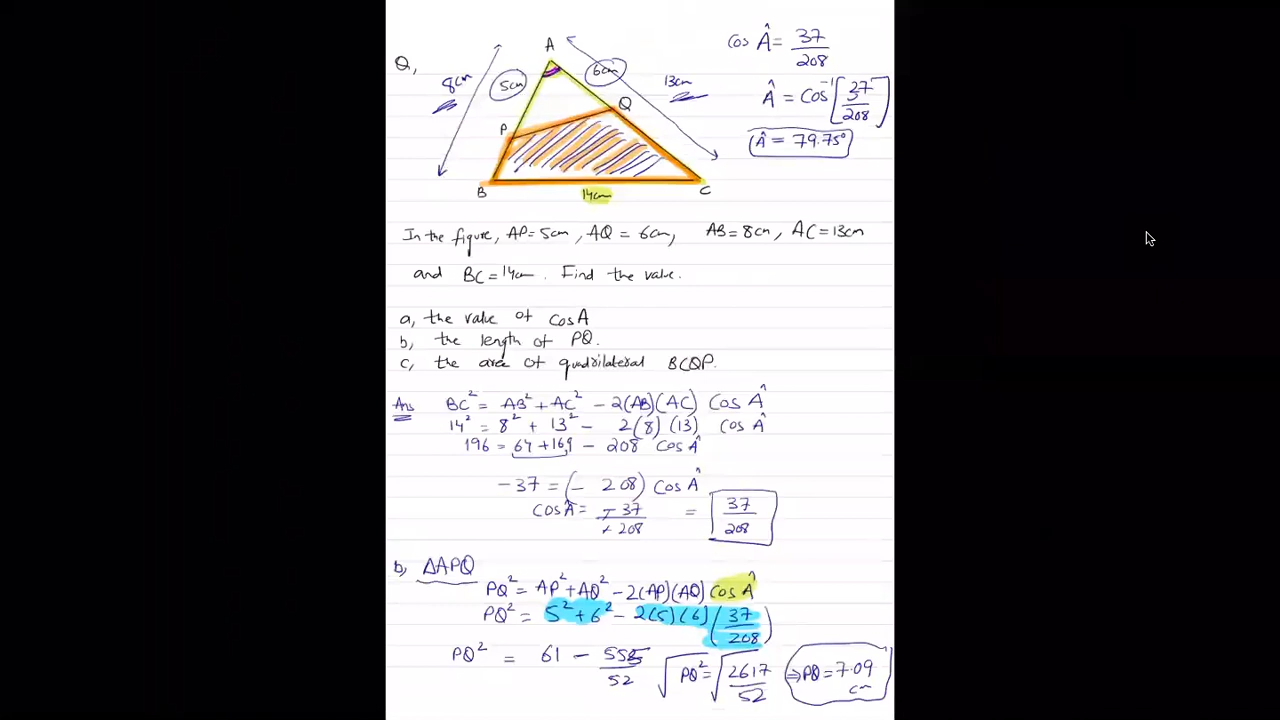 Q,
A
8cm
5cm
6cm
13cm
P
Q
B
14cm
C
cos Â = 37/208
Â = cos⁻¹[37/208]
Â = 79.75°
In the figure, AP=5cm, AQ = 6cm, AB=8cm, AC=13cm
and BC=14cm. Find the value.
a, the value of cosA
b, the length of PQ.
c, the area of quadrilateral BCQP.
Ans BC² = AB² + AC² - 2(AB)(AC) cos Â
14² = 8² + 13² - 2(8)(13) cos Â
196 = 64 + 169 - 208 cos Â
-37 = (- 208) cos Â
cos Â = -37/-208 = 37/208
b, ΔAPQ
PQ² = AP² + AQ² - 2(AP)(AQ) cos Â
PQ² = 5² + 6² - 2(5)(6) (37/208)
PQ² = 61 - 555/52 √PQ² = √2617/52 ⇒ PQ = 7.09 cm